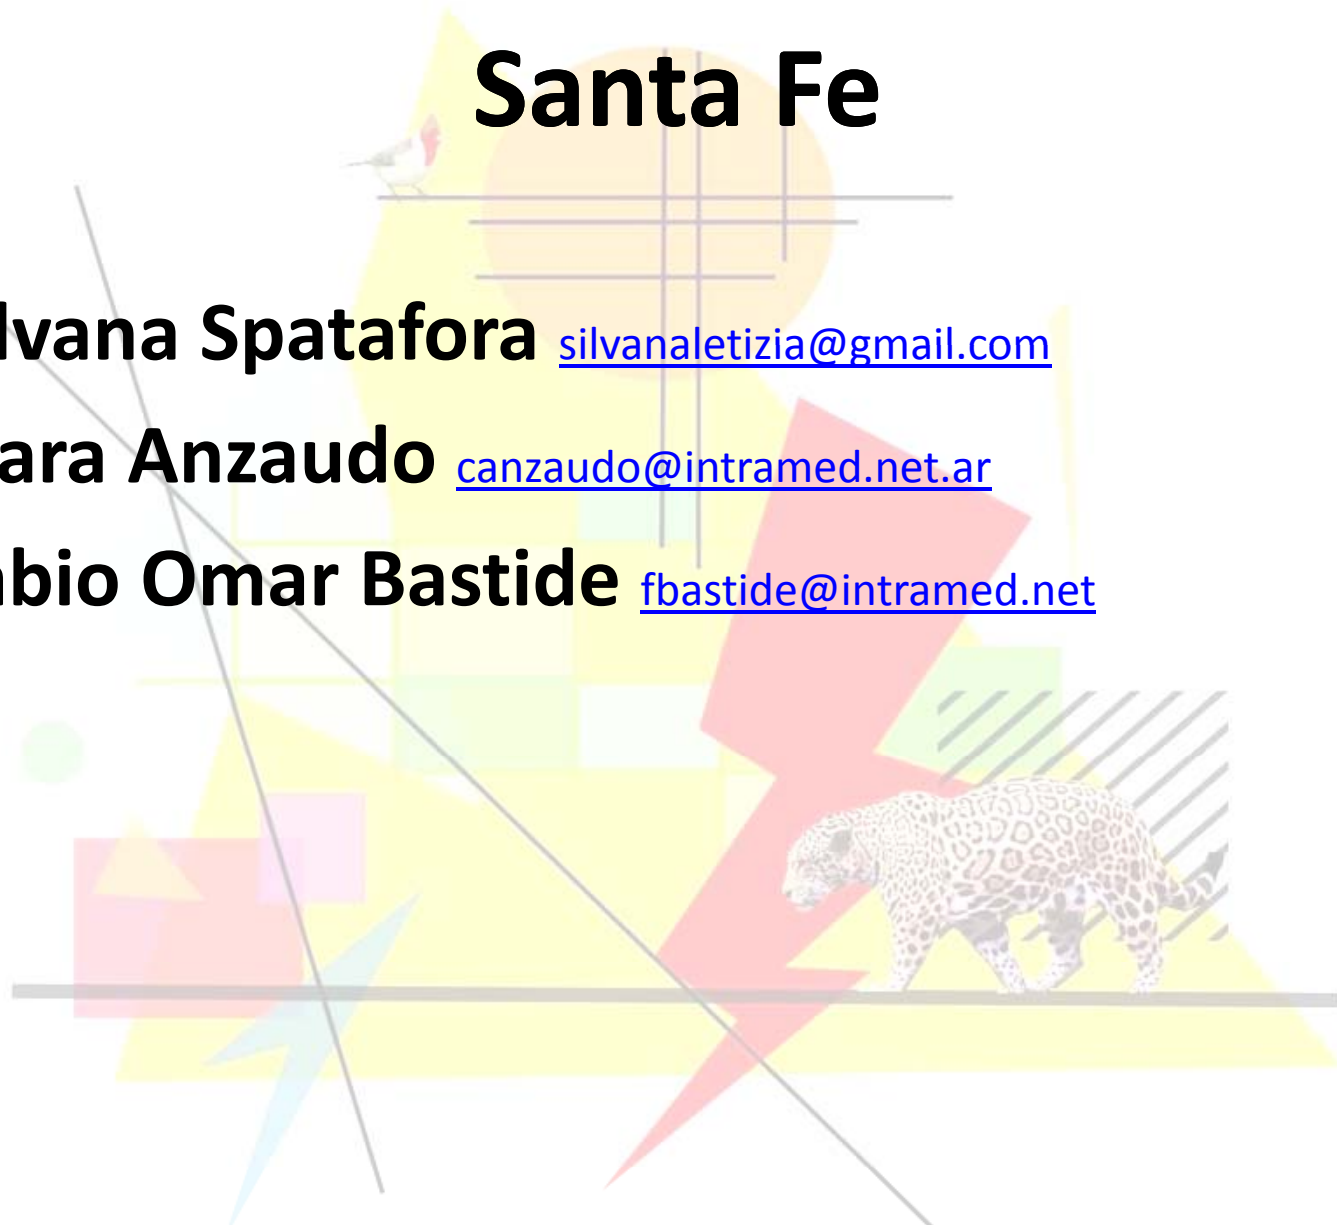 Santa Fe
lvana Spatafora silvanaletizia@gmail.com
ara Anzaudo canzaudo@intramed.net.ar
bio Omar Bastide fbastide@intramed.net